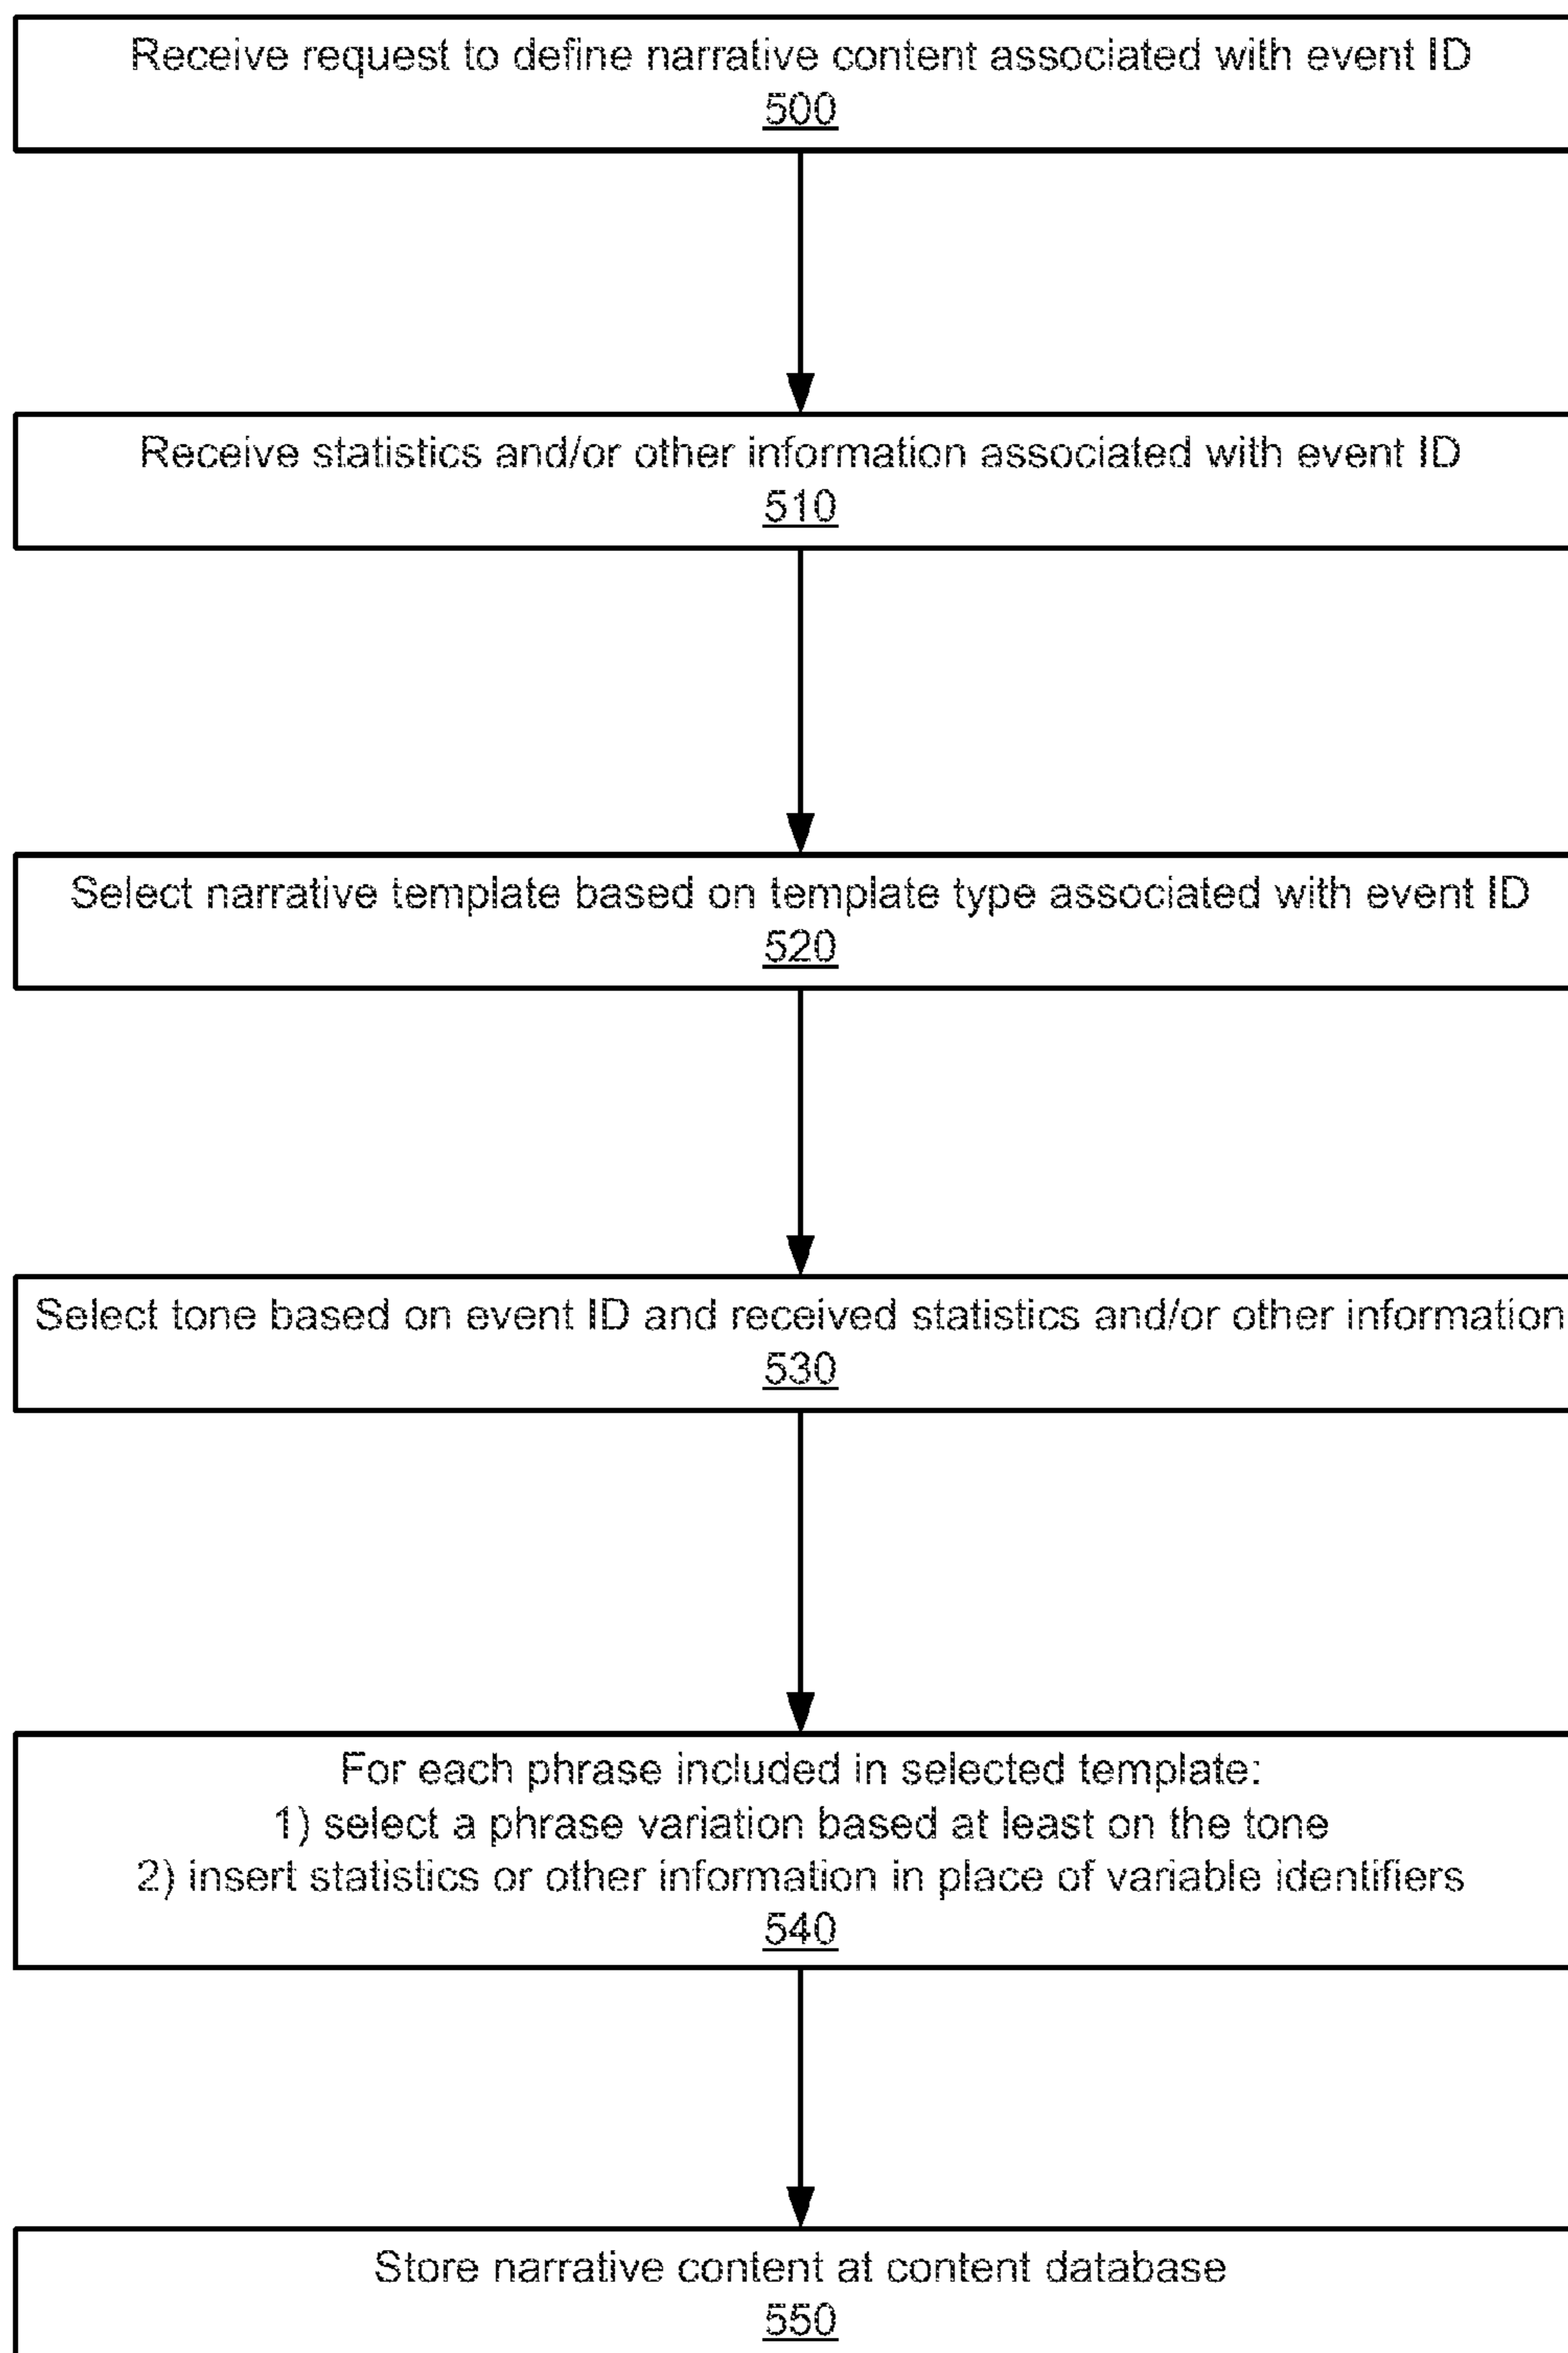 Receive request to define narrative content associated with event ID
500
Receive statistics and/or other information associated with event ID
510
Select narrative template based on template type associated with event ID
520
Select tone based on event ID and received statistics and/or other information
530
For each phrase included in selected template:
1) select a phrase variation based at least on the tone
2) insert statistics or other information in place of variable identifiers
540
Store narrative content at content database
550